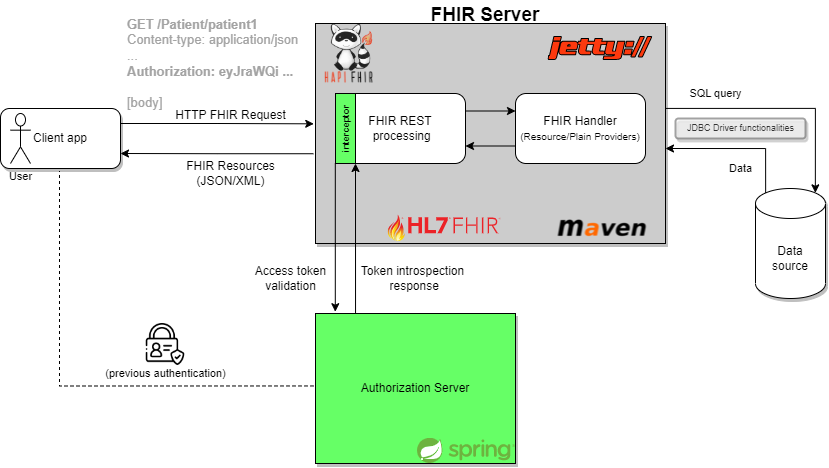 FHIR Server
GET /Patient/patient1
Content-type: application/json
...
Authorization: eyJraWQi ...
[body]
HAPI FHIR
jetty://
HTTP FHIR Request
Client app
User
FHIR Resources
(JSON/XML)
interceptor
FHIR REST
processing
FHIR Handler
(Resource/Plain Providers)
SQL query
JDBC Driver functionalities
Data
Data
source
HL7 FHIR
maven
Access token
validation
Token introspection
response
(previous authentication)
Authorization Server
spring